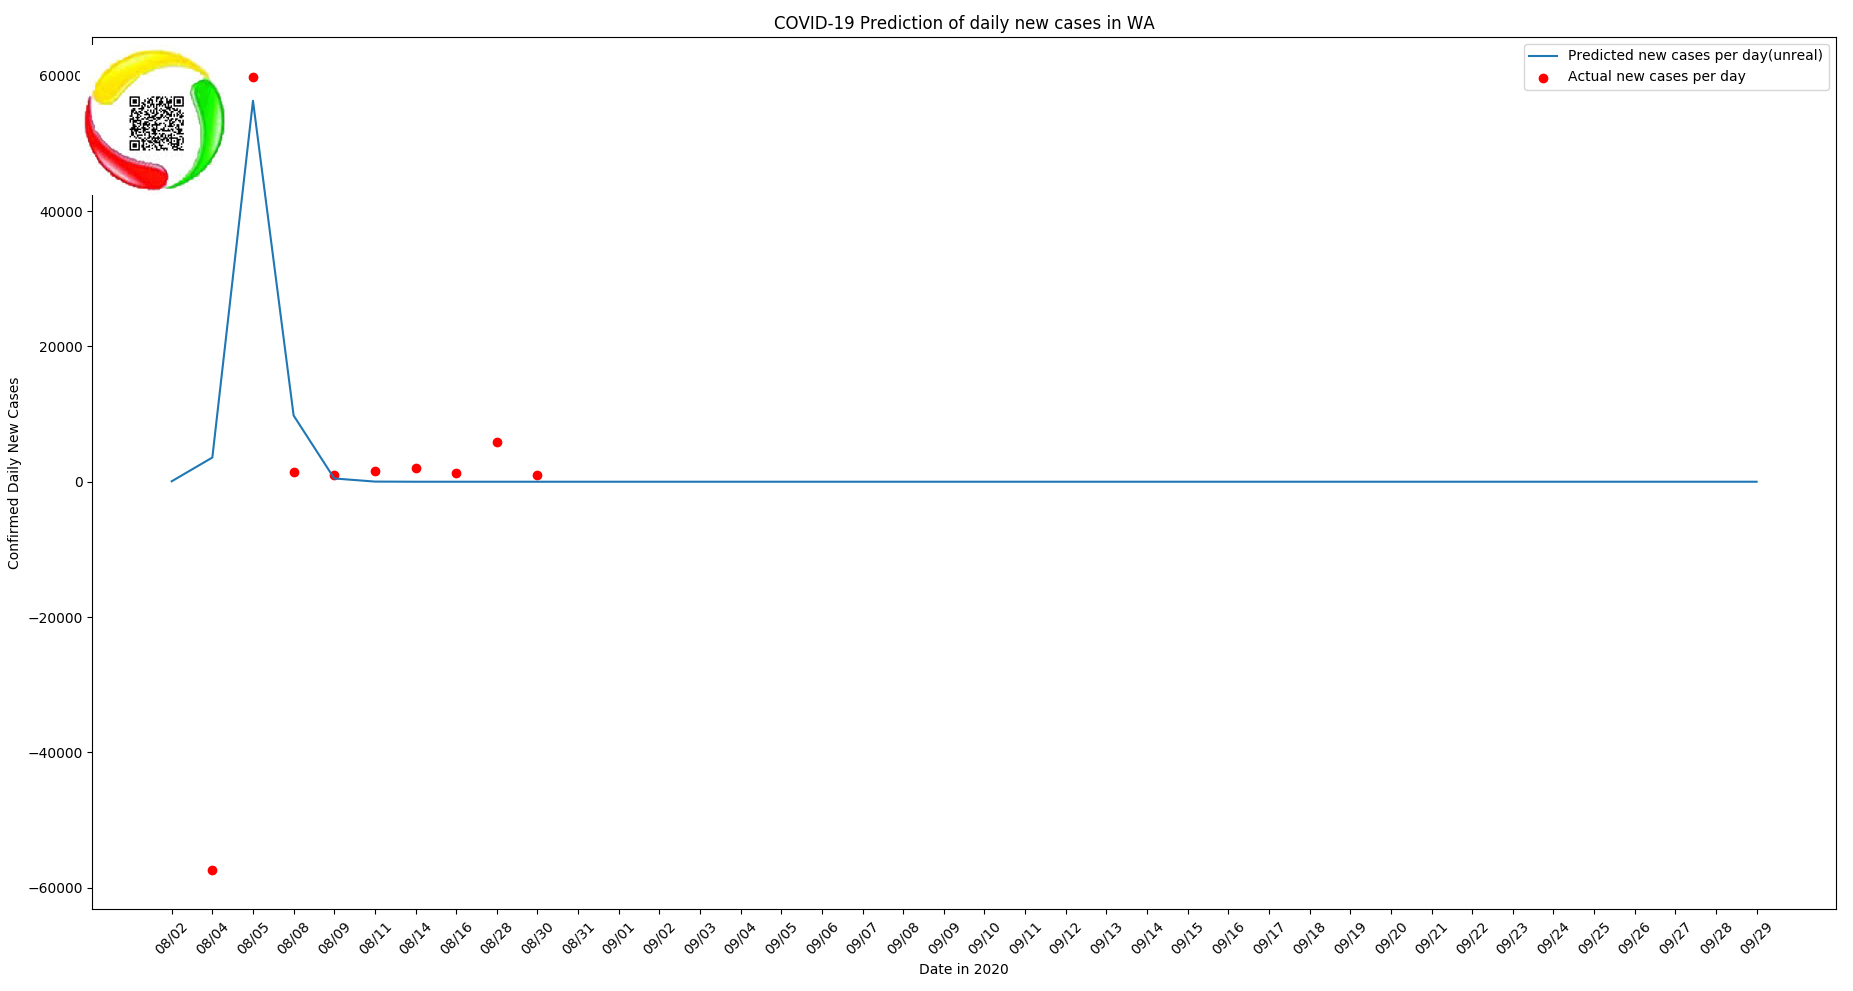 COVID-19 Prediction of daily new cases in WA
Predicted new cases per day(unreal)
Actual new cases per day
Confirmed Daily New Cases
6000
40000
20000
0
−20000
−40000
−60000
08/02 08/04 08/05 08/08 08/09 08/11 08/14 08/16 08/28 08/30 08/31 09/01 09/02 09/03 09/04 09/05 09/06 09/07 09/08 09/09 09/10 09/11 09/12 09/13 09/14 09/15 09/16 09/17 09/18 09/19 09/20 09/21 09/22 09/23 09/24 09/25 09/26 09/27 09/28 09/29
Date in 2020